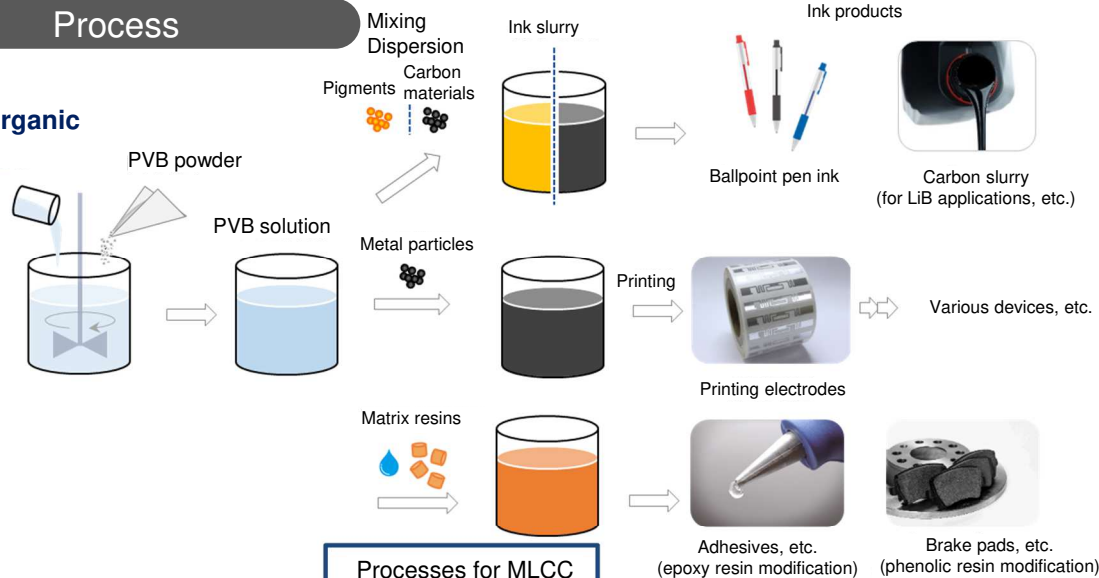 Process
Mixing
Dispersion
Ink slurry
Ink products
Pigments
Carbon
materials
rganic
PVB powder
PVB solution
Ballpoint pen ink
Carbon slurry
(for LiB applications, etc.)
Metal particles
Printing
Various devices, etc.
Printing electrodes
Matrix resins
Adhesives, etc.
(epoxy resin modification)
Brake pads, etc.
(phenolic resin modification)
Processes for MLCC